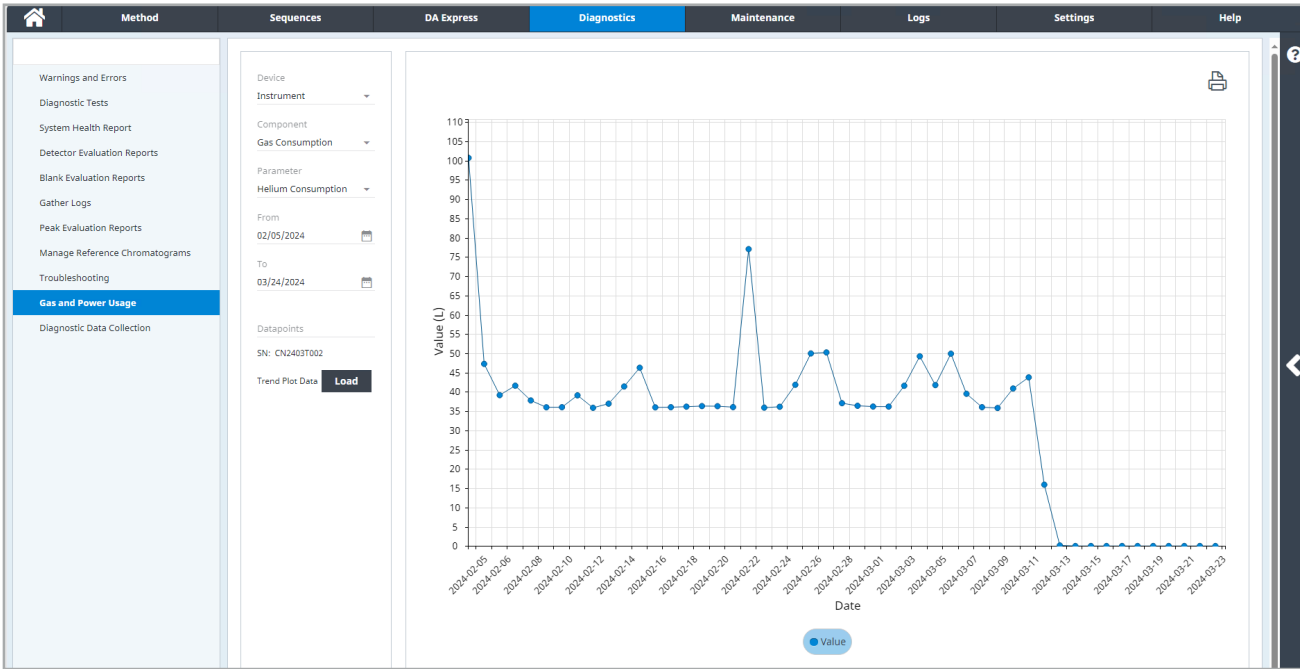 Method Sequences DA Express Diagnostics Maintenance Logs Settings Help
?
Warnings and Errors
Diagnostic Tests
System Health Report
Detector Evaluation Reports
Blank Evaluation Reports
Gather Logs
Peak Evaluation Reports
Manage Reference Chromatograms
Troubleshooting
Gas and Power Usage
Diagnostic Data Collection
Device
Instrument
Component
Gas Consumption
Parameter
Helium Consumption
From
02/05/2024
To
03/24/2024
Datapoints
SN: CN2403T002
Trend Plot Data Load
Value (L)
110
105
100
95
90
85
80
75
70
65
60
55
50
45
40
35
30
25
20
15
10
5
0
2024-02-05 2024-02-06 2024-02-08 2024-02-10 2024-02-12 2024-02-14 2024-02-16 2024-02-18 2024-02-20 2024-02-22 2024-02-24 2024-02-26 2024-02-28 2024-03-01 2024-03-03 2024-03-05 2024-03-07 2024-03-09 2024-03-11 2024-03-13 2024-03-15 2024-03-17 2024-03-19 2024-03-21 2024-03-23
Date
Value